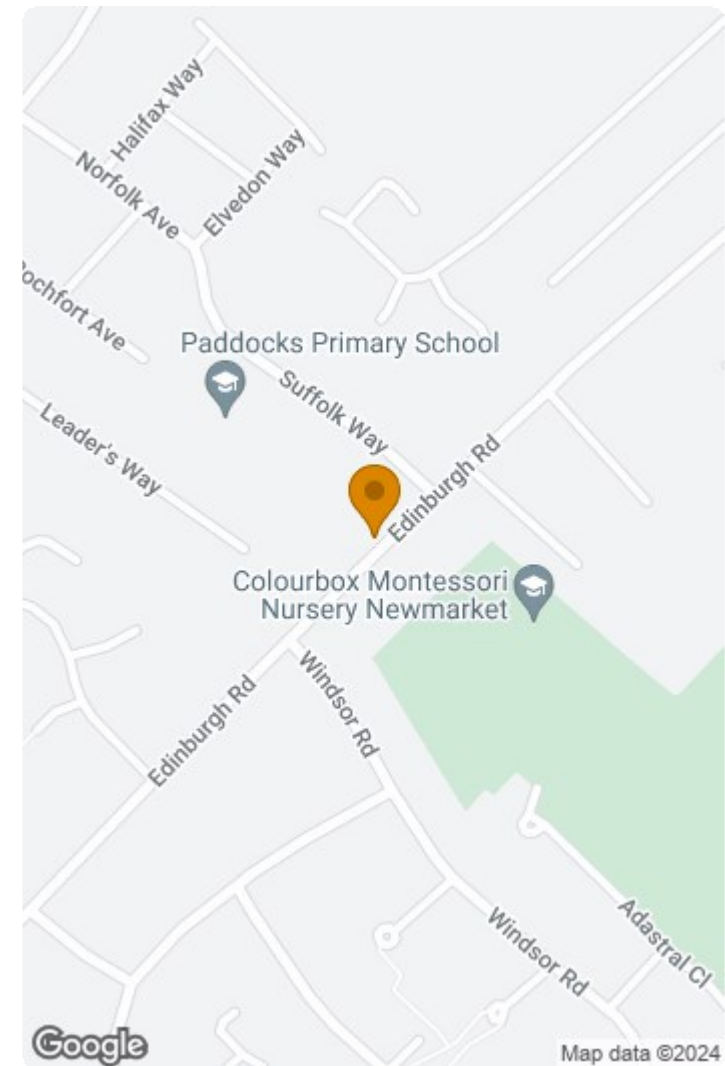 Halifax Way
Norfolk Ave
Elvedon Way
Rochfort Ave
Paddocks Primary School
Suffolk Way
Leader's Way
Edinburgh Rd
Colourbox Montessori
Nursery Newmarket
Windsor Rd
Edinburgh Rd
Adastral Cl
Windsor Rd
Google
Map data ©2024